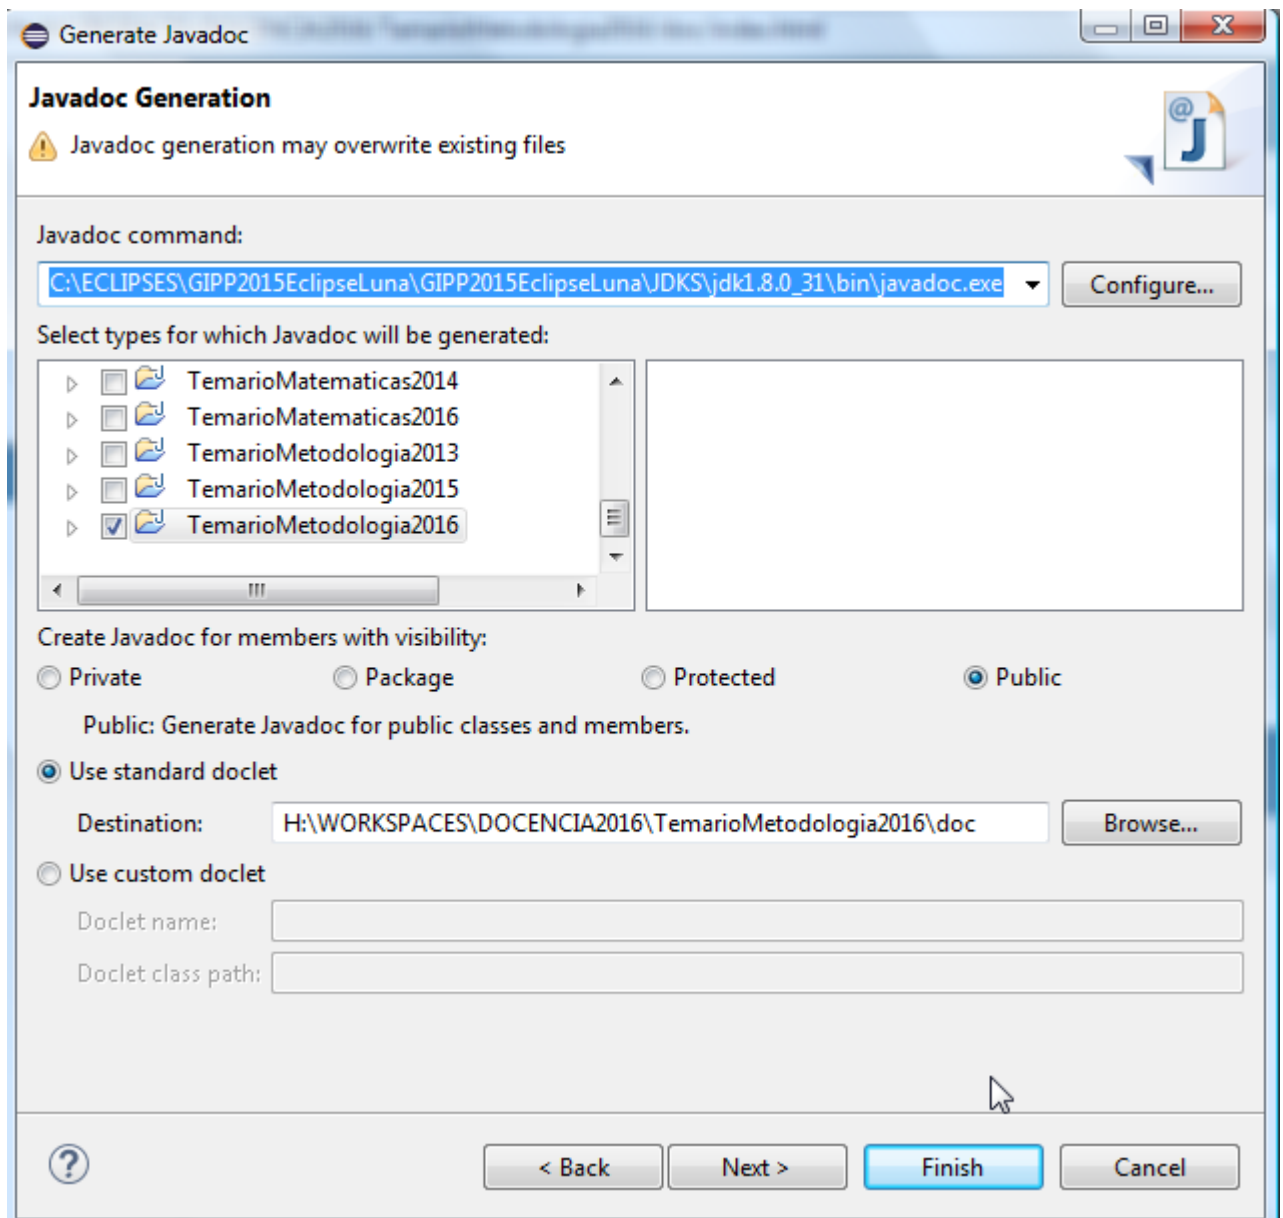 Generate Javadoc
Javadoc Generation
Javadoc generation may overwrite existing files
Javadoc command:
C:\ECLIPSES\GIPP2015EclipseLuna\GIPP2015EclipseLuna\JDKS\jdk1.8.0_31\bin\javadoc.exe Configure...
Select types for which Javadoc will be generated:
TemarioMatematicas2014
TemarioMatematicas2016
TemarioMetodologia2013
TemarioMetodologia2015
TemarioMetodologia2016
Create Javadoc for members with visibility:
Private Package Protected Public
Public: Generate Javadoc for public classes and members.
Use standard doclet
Destination: H:\WORKSPACES\DOCENCIA2016\TemarioMetodologia2016\doc Browse...
Use custom doclet
Doclet name:
Doclet class path:
< Back Next > Finish Cancel